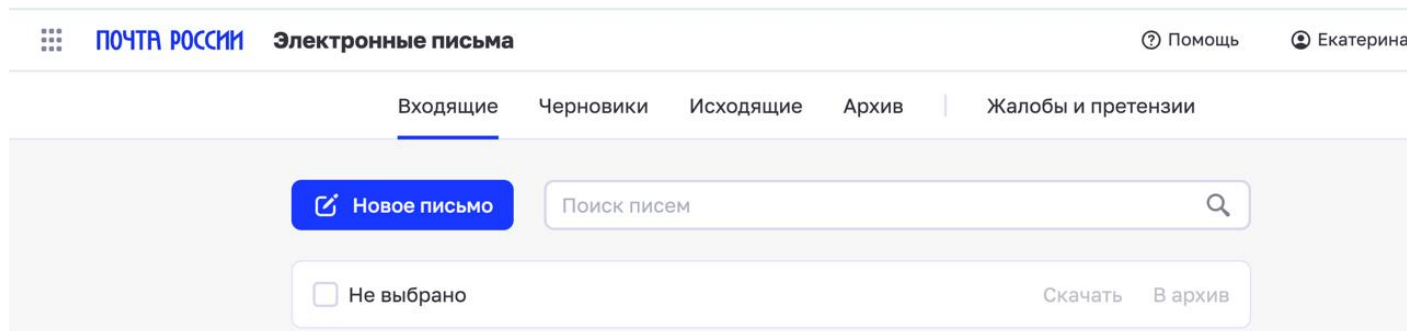 ПОЧТА РОССИИ Электронные письма Помощь Екатерина
Входящие Черновики Исходящие Архив Жалобы и претензии
Новое письмо Поиск писем
Не выбрано Скачать В архив